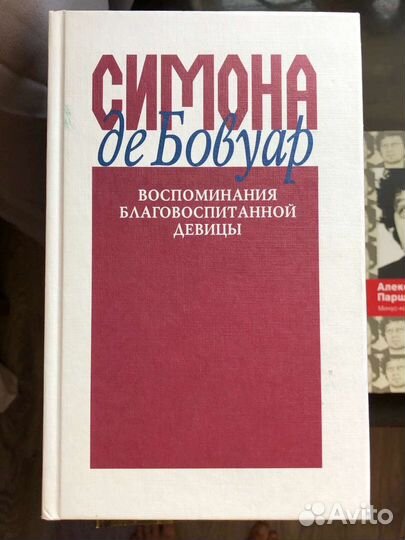 СИМОНА
де Бовуар
ВОСПОМИНАНИЯ
БЛАГОВОСПИТАННОЙ
ДЕВИЦЫ
Avito